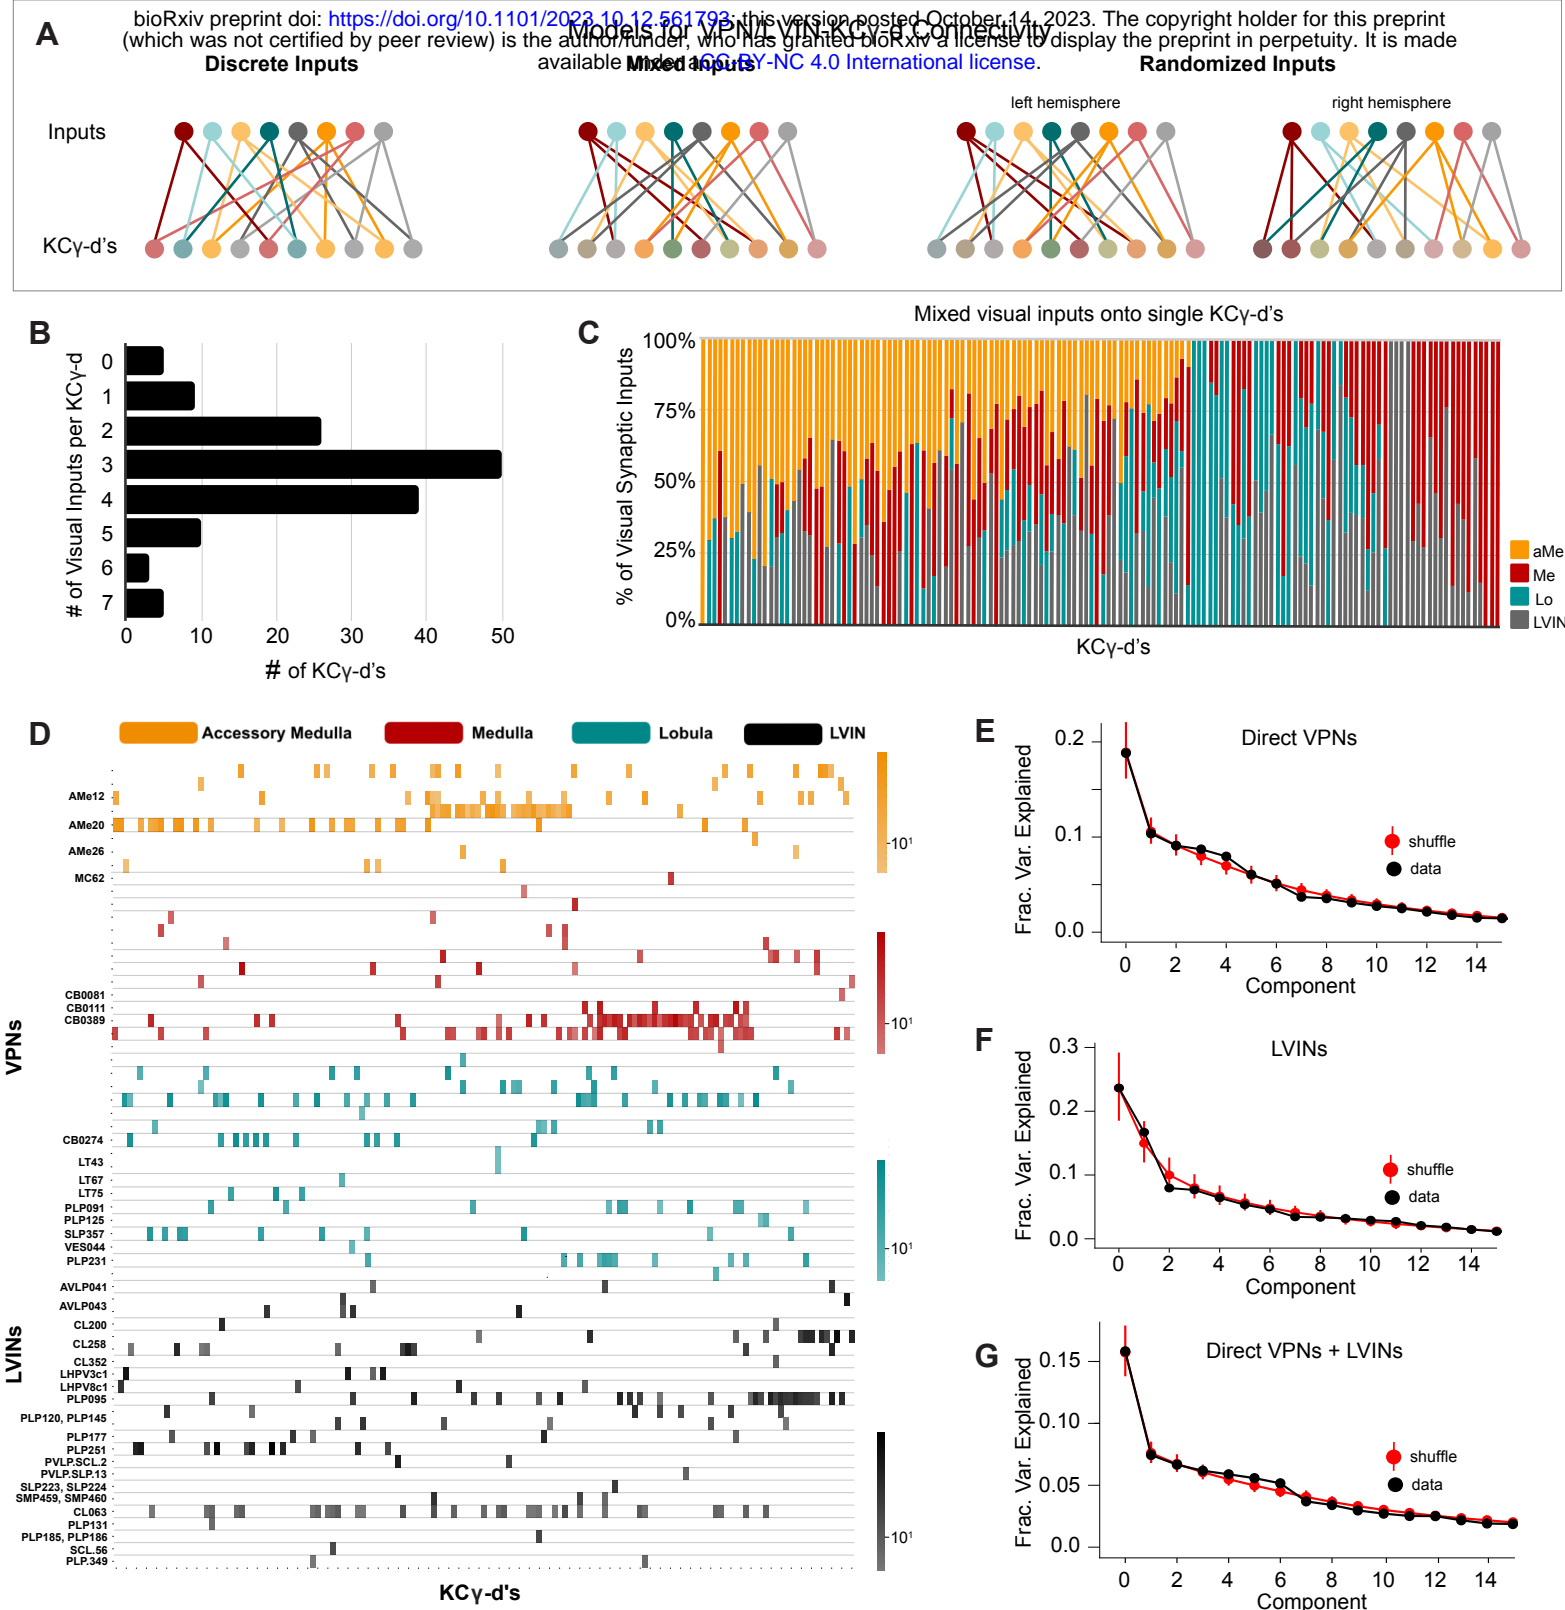 bioRxiv preprint doi: https://doi.org/10.1101/2023.10.12.561793; this version posted October 14, 2023. The copyright holder for this preprint
(which was not certified by peer review) is the author/funder, who has granted bioRxiv a license to display the preprint in perpetuity. It is made
available under aCC-BY-NC 4.0 International license.
A
Models for VPN/LVIN-KCγ-d Connectivity
Discrete Inputs
Mixed Inputs
Randomized Inputs
left hemisphere
right hemisphere
Inputs
KCγ-d's
B
# of Visual Inputs per KCγ-d
0
1
2
3
4
5
6
7
0 10 20 30 40 50
# of KCγ-d's
C
Mixed visual inputs onto single KCγ-d's
% of Visual Synaptic Inputs
100%
75%
50%
25%
0%
KCγ-d's
aMe
Me
Lo
LVIN
D
Accessory Medulla
Medulla
Lobula
LVIN
VPNs
AMe12
AMe20
AMe26
MC62
CB0081
CB0111
CB0389
CB0274
LT43
LT67
LT75
PLP091
PLP125
SLP357
VES044
PLP231
LVINs
AVLP041
AVLP043
CL200
CL258
CL352
LHPV3c1
LHPV8c1
PLP095
PLP120, PLP145
PLP177
PLP251
PVLP.SCL.2
PVLP.SLP.13
SLP223, SLP224
SMP459, SMP460
CL063
PLP131
PLP185, PLP186
SCL.56
PLP.349
KCγ-d's
10¹
10¹
10¹
10¹
E
Direct VPNs
Frac. Var. Explained
0.2
0.1
0.0
shuffle
data
0 2 4 6 8 10 12 14
Component
F
LVINs
Frac. Var. Explained
0.3
0.2
0.1
0.0
shuffle
data
0 2 4 6 8 10 12 14
Component
G
Direct VPNs + LVINs
Frac. Var. Explained
0.15
0.10
0.05
0.0
shuffle
data
0 2 4 6 8 10 12 14
Component